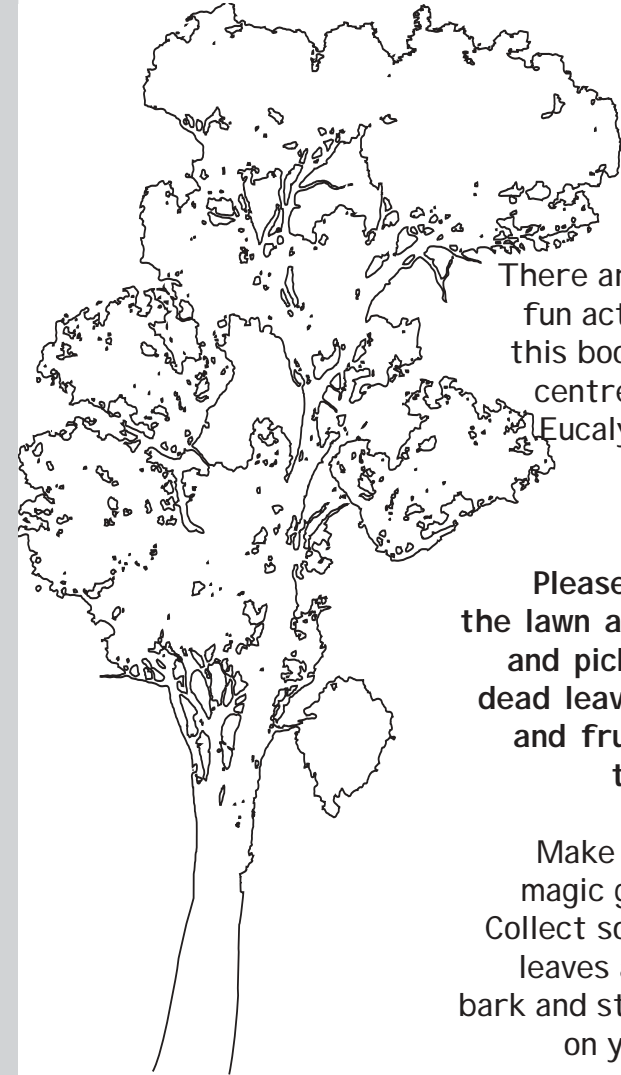 There ar
fun act
this boo
centre
Eucaly
Please
the lawn a
and pick
dead leav
and fru
t
Make
magic g
Collect so
leaves a
bark and st
on y